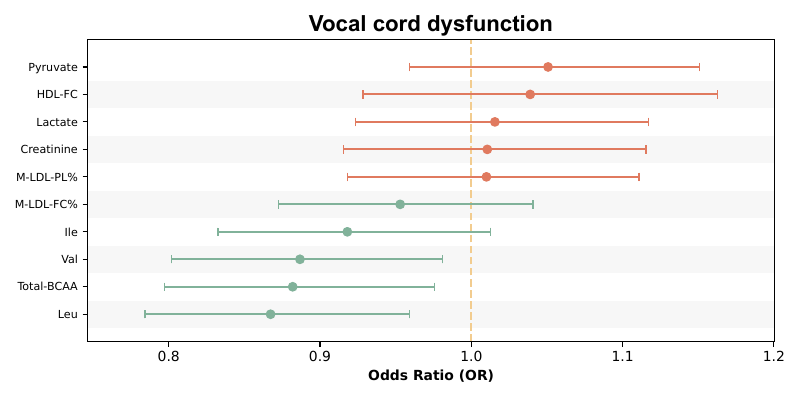 Vocal cord dysfunction
Pyruvate
HDL-FC
Lactate
Creatinine
M-LDL-PL%
M-LDL-FC%
Ile
Val
Total-BCAA
Leu
0.8 0.9 1.0 1.1 1.2
Odds Ratio (OR)